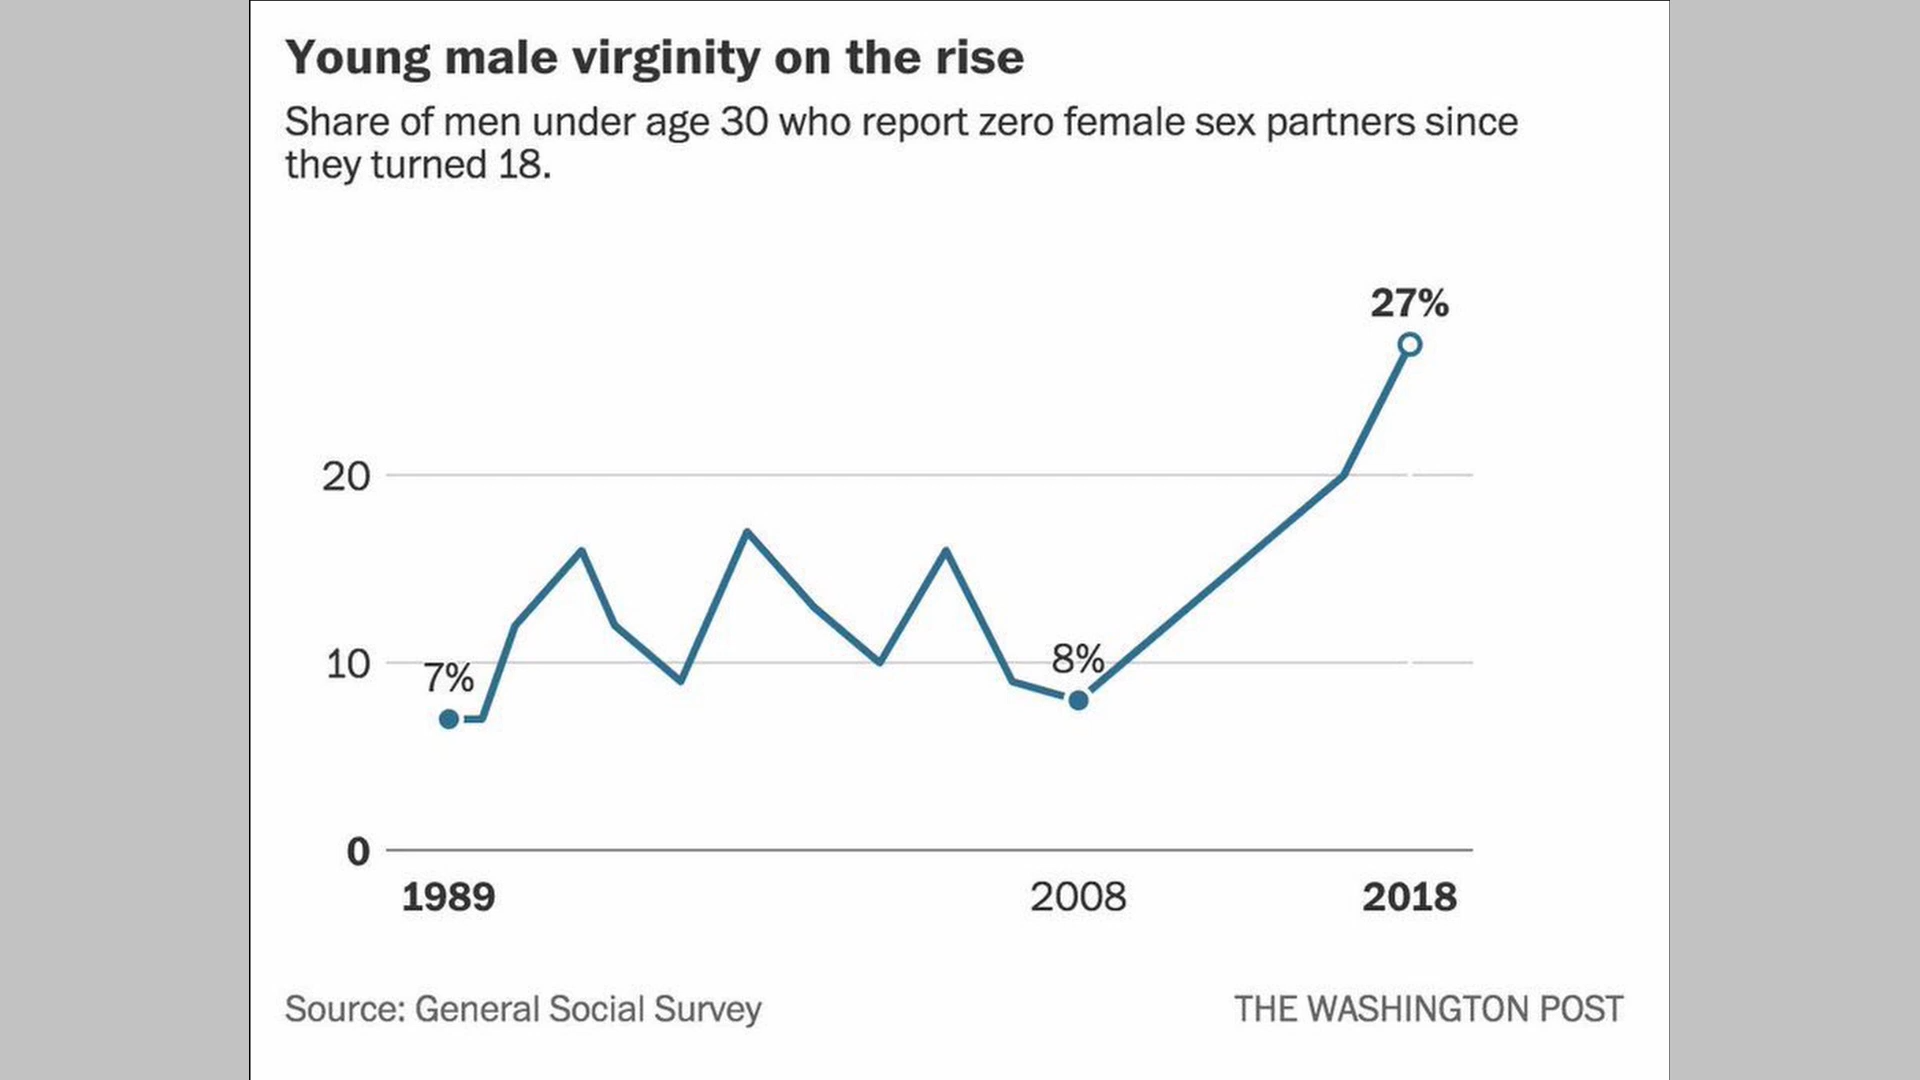 Young male virginity on the rise
Share of men under age 30 who report zero female sex partners since
they turned 18.
27%
20
8%
10
7%
0
1989
2008
2018
Source: General Social Survey
THE WASHINGTON POST